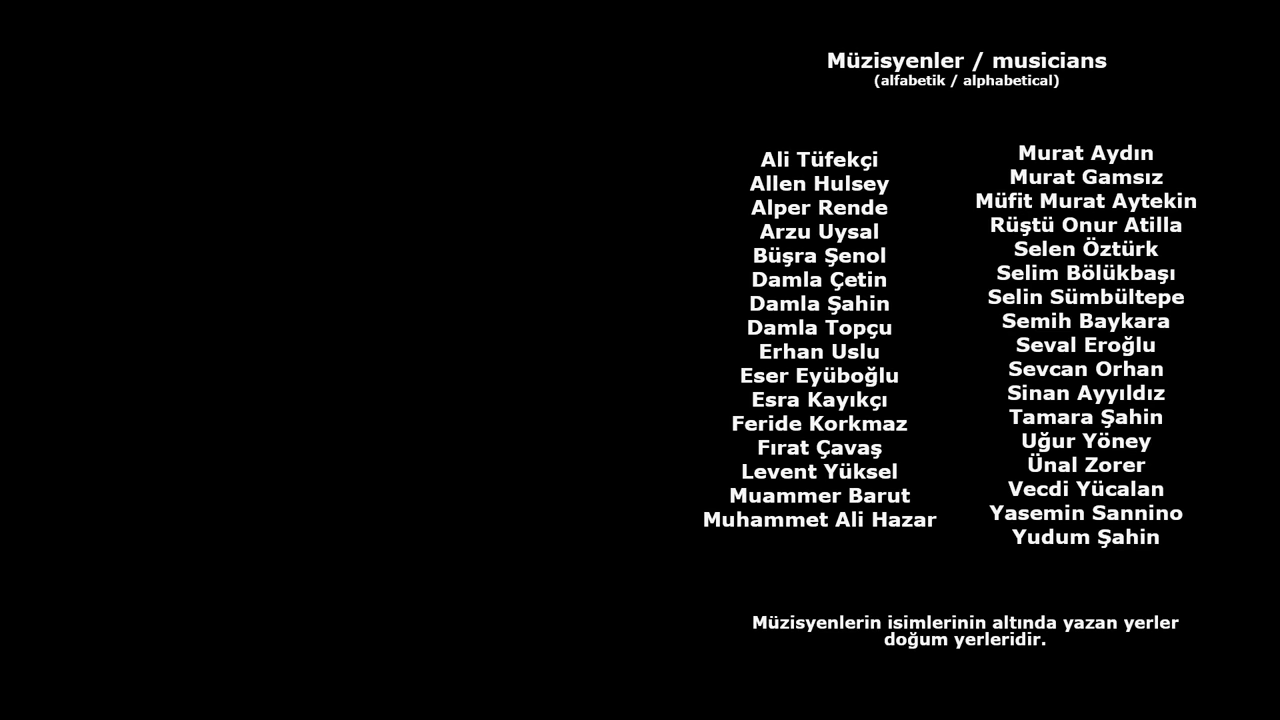 Müzisyenler / musicians
(alfabetik / alphabetical)
Ali Tüfekçi
Allen Hulsey
Alper Rende
Arzu Uysal
Büşra Şenol
Damla Çetin
Damla Şahin
Damla Topçu
Erhan Uslu
Eser Eyüboğlu
Esra Kayıkçı
Feride Korkmaz
Fırat Çavaş
Levent Yüksel
Muammer Barut
Muhammet Ali Hazar
Murat Aydın
Murat Gamsız
Müfit Murat Aytekin
Rüştü Onur Atilla
Selen Öztürk
Selim Bölükbaşı
Selin Sümbültepe
Semih Baykara
Seval Eroğlu
Sevcan Orhan
Sinan Ayyıldız
Tamara Şahin
Uğur Yöney
Ünal Zorer
Vecdi Yücalan
Yasemin Sannino
Yudum Şahin
Müzisyenlerin isimlerinin altında yazan yerler
doğum yerleridir.